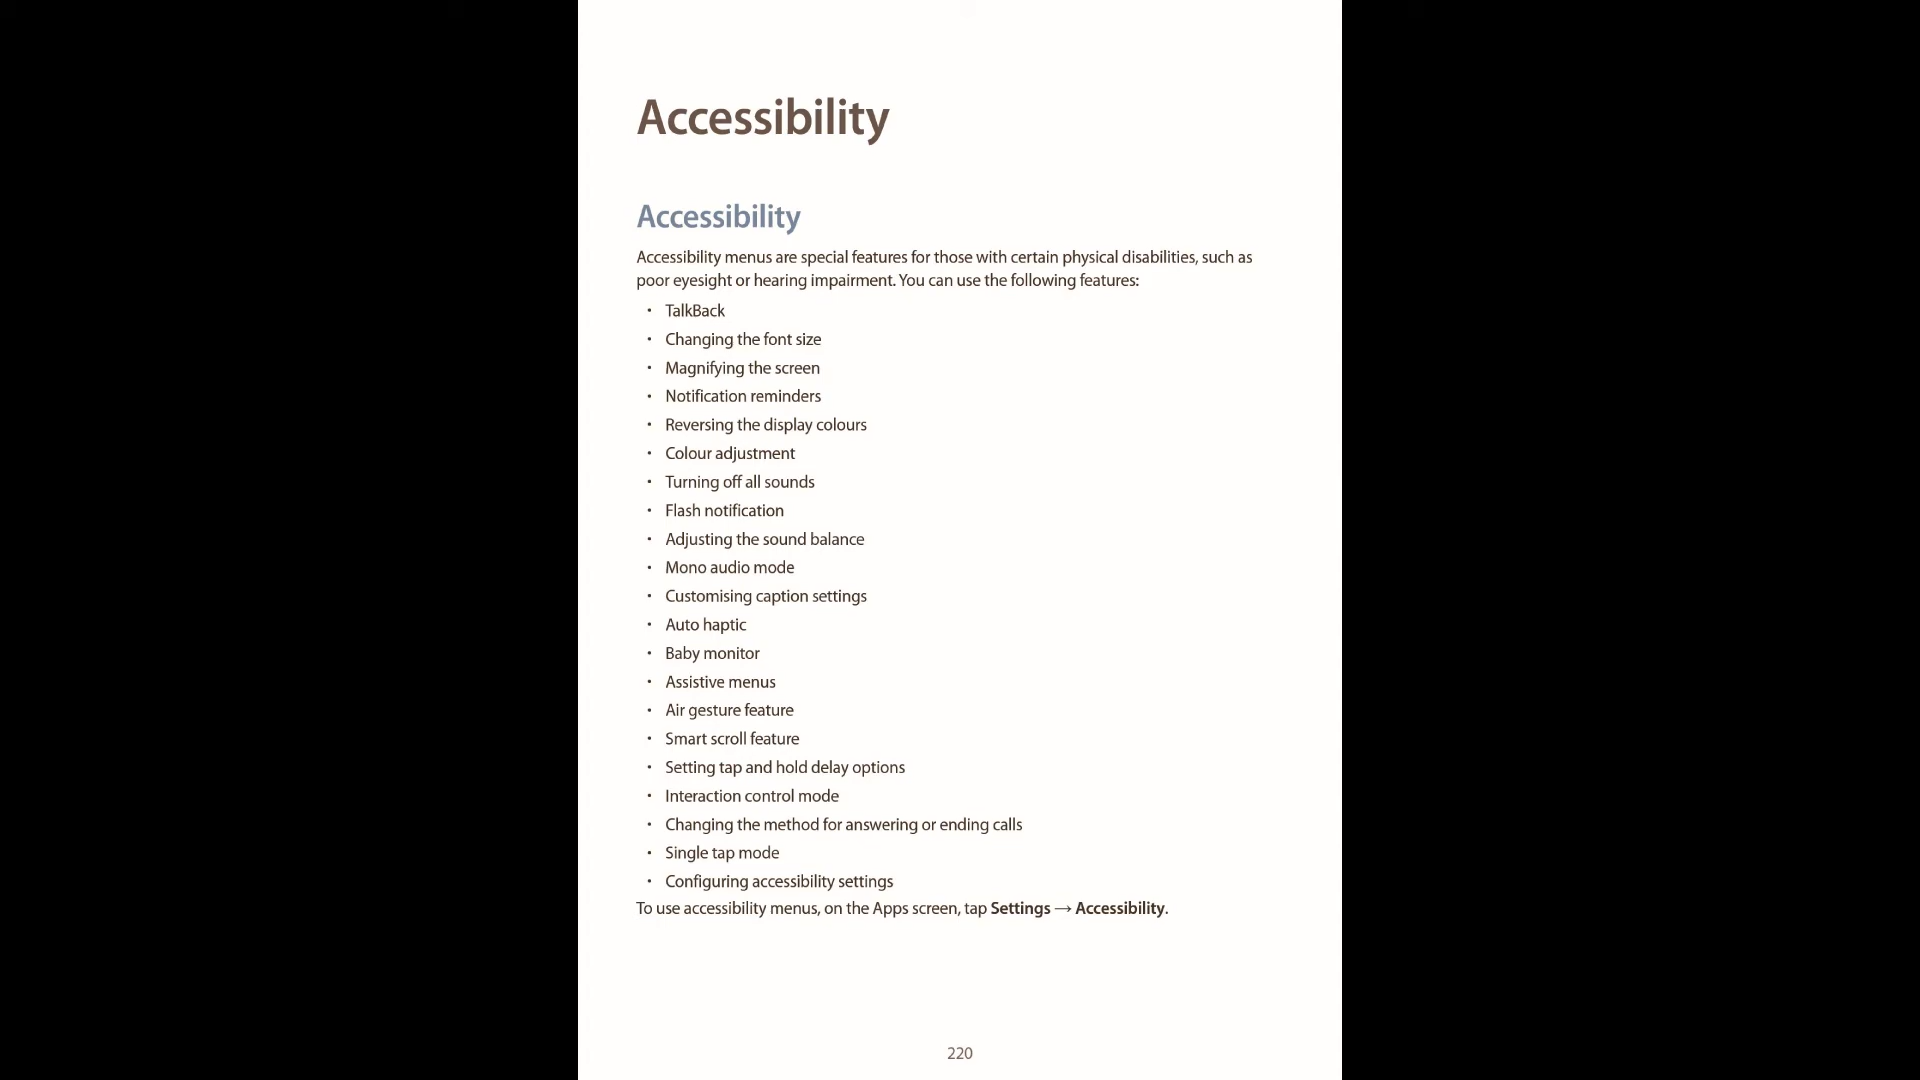 Accessibility
Accessibility
Accessibility menus are special features for those with certain physical disabilities, such as
poor eyesight or hearing impairment. You can use the following features:
• TalkBack
• Changing the font size
• Magnifying the screen
• Notification reminders
• Reversing the display colours
• Colour adjustment
• Turning off all sounds
• Flash notification
• Adjusting the sound balance
• Mono audio mode
• Customising caption settings
• Auto haptic
• Baby monitor
• Assistive menus
• Air gesture feature
• Smart scroll feature
• Setting tap and hold delay options
• Interaction control mode
• Changing the method for answering or ending calls
• Single tap mode
• Configuring accessibility settings
To use accessibility menus, on the Apps screen, tap Settings → Accessibility.
220